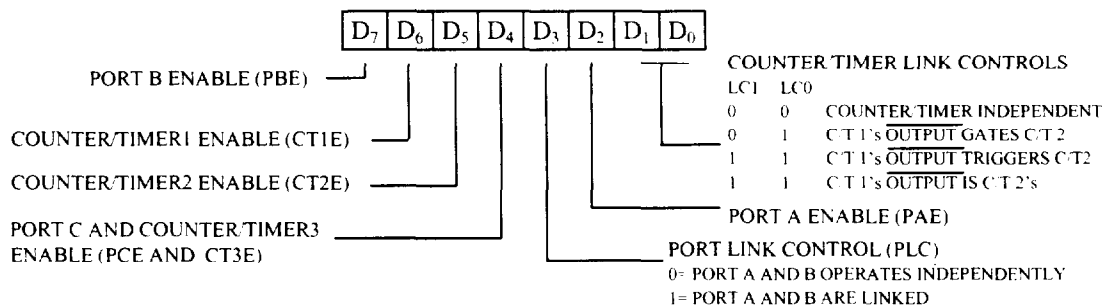 D7 D6 D5 D4 D3 D2 D1 D0
PORT B ENABLE (PBE)
COUNTER/TIMER1 ENABLE (CT1E)
COUNTER/TIMER2 ENABLE (CT2E)
PORT C AND COUNTER/TIMER3
ENABLE (PCE AND CT3E)
COUNTER/TIMER LINK CONTROLS
LC1 LC0
0 0 COUNTER/TIMER INDEPENDENT
0 1 C/T 1's OUTPUT GATES C/T 2
1 1 C/T 1's OUTPUT TRIGGERS C/T2
1 1 C/T 1's OUTPUT IS C/T 2's
PORT A ENABLE (PAE)
PORT LINK CONTROL (PLC)
0= PORT A AND B OPERATES INDEPENDENTLY
1= PORT A AND B ARE LINKED